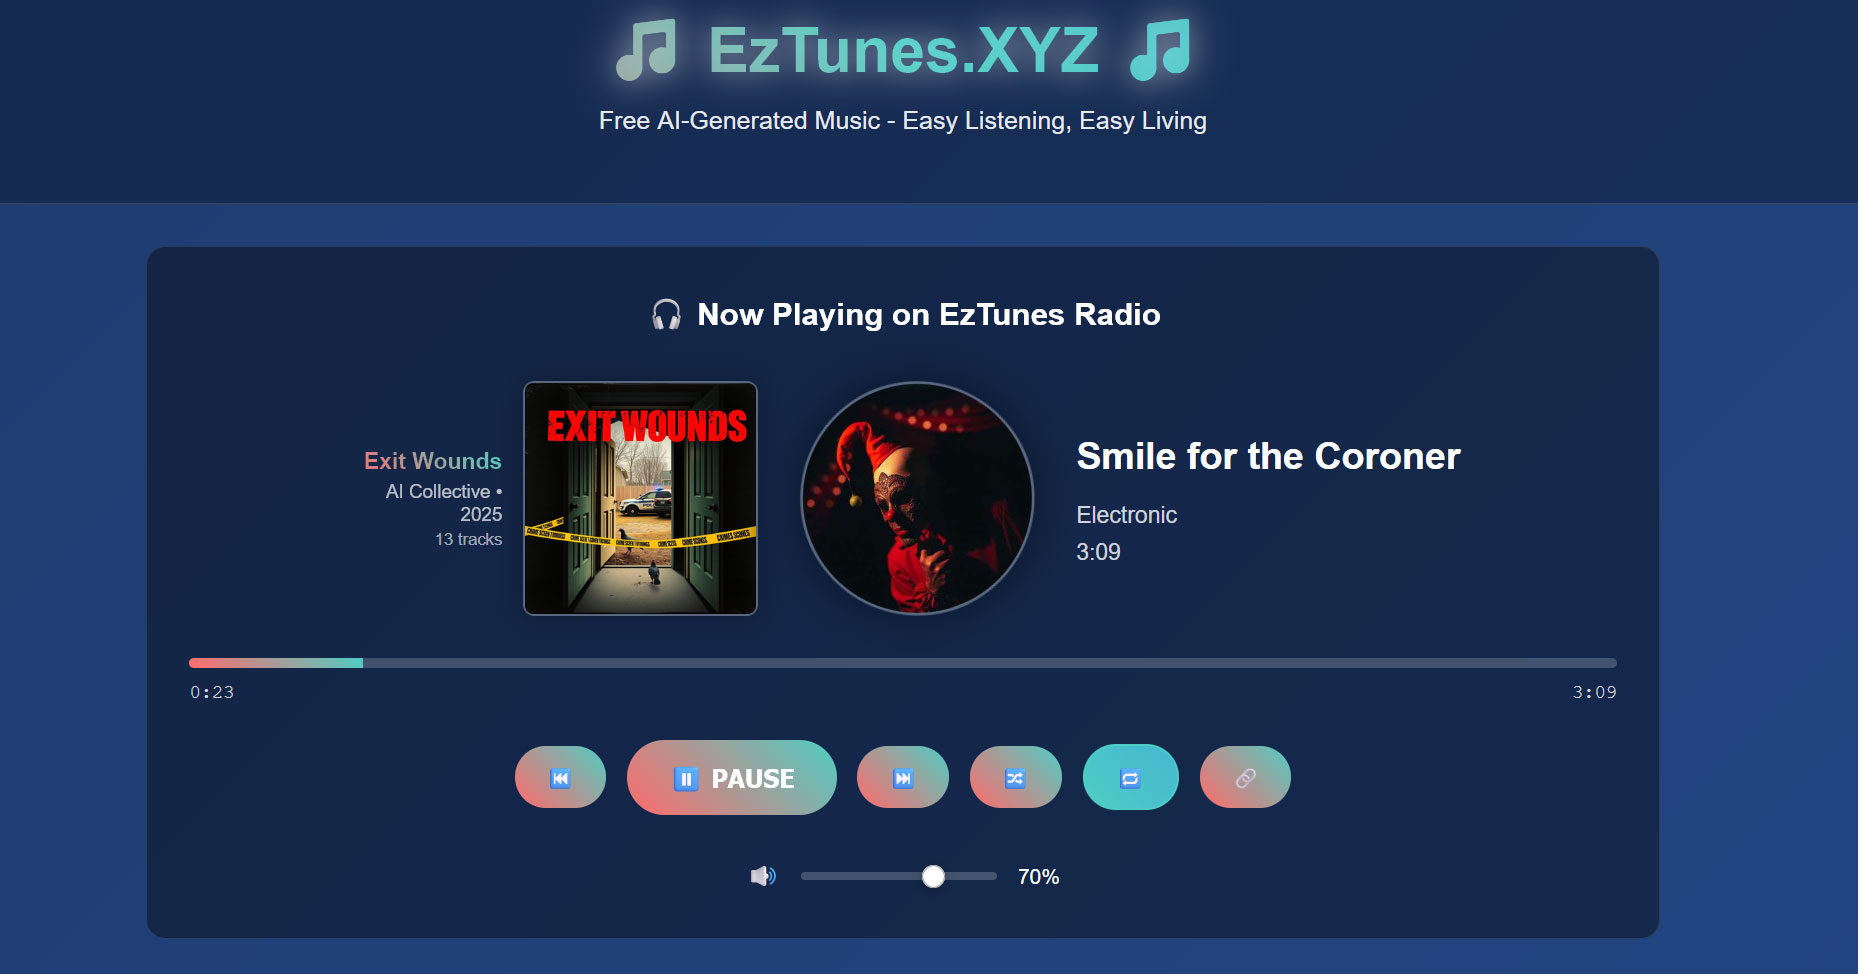 EzTunes.XYZ
Free AI-Generated Music - Easy Listening, Easy Living
Now Playing on EzTunes Radio
Exit Wounds
AI Collective •
2025
13 tracks
EXIT WOUNDS
Smile for the Coroner
Electronic
3:09
0:23
3:09
PAUSE
70%